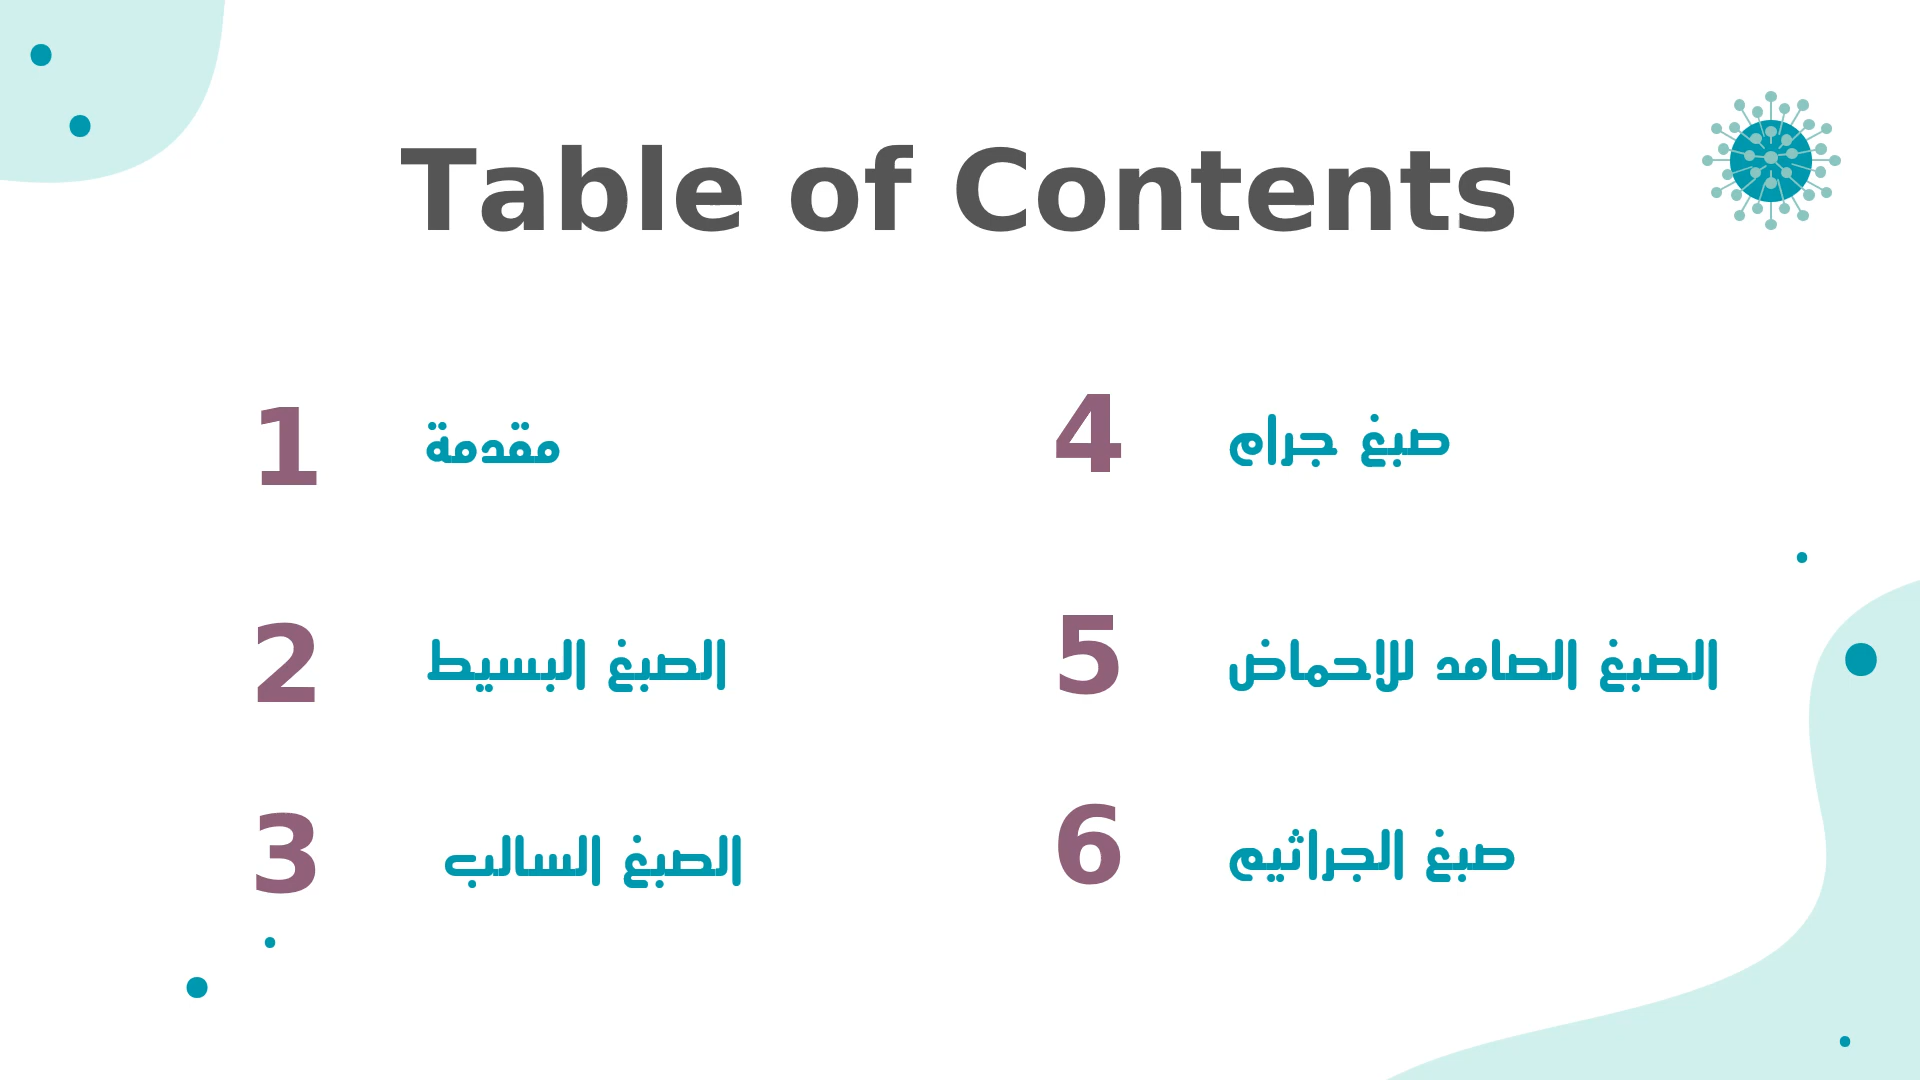 Table of Contents
1 مقدمة
2 الصبغ البسيط
3 الصبغ السالب
4 صبغ جرام
5 الصبغ الصامد للاحماض
6 صبغ الجراثيم